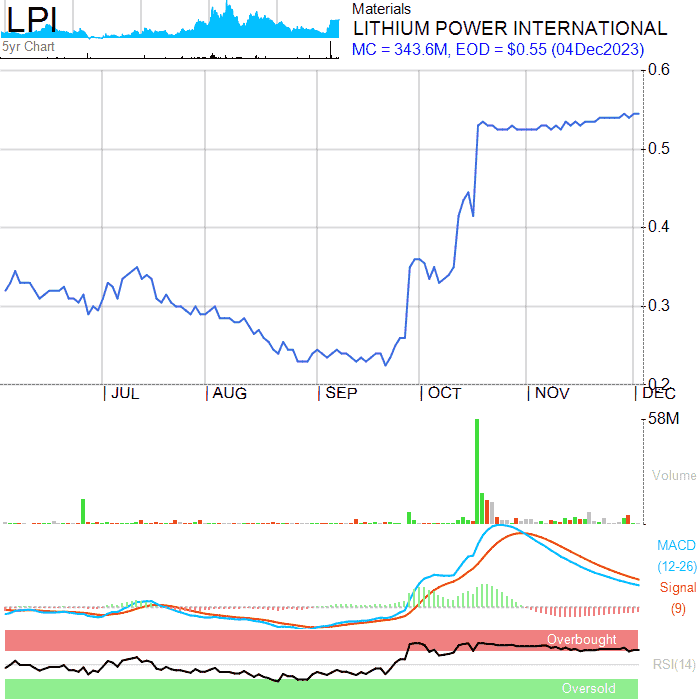 LPI
5yr Chart
Materials
LITHIUM POWER INTERNATIONAL
MC = 343.6M, EOD = $0.55 (04Dec2023)
0.6
0.5
0.4
0.3
0.2
JUL AUG SEP OCT NOV DEC
58M
Volume
MACD
(12-26)
Signal
(9)
Overbought
RSI(14)
Oversold